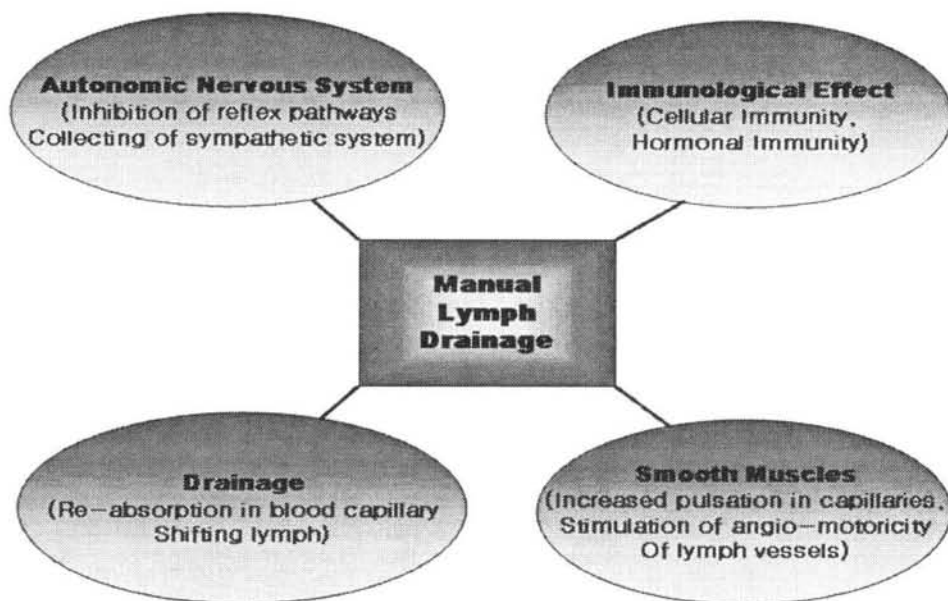 Autonomic Nervous System
(Inhibition of reflex pathways
Collecting of sympathetic system)
Immunological Effect
(Cellular Immunity,
Hormonal Immunity)
Manual
Lymph
Drainage
Drainage
(Re-absorption in blood capillary
Shifting lymph)
Smooth Muscles
(Increased pulsation in capillaries,
Stimulation of angio-motoricity
Of lymph vessels)